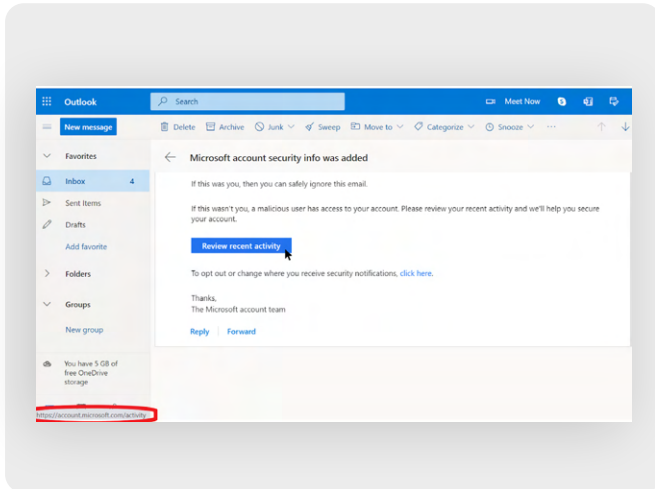 Outlook
Search
Meet Now
New message
Delete
Archive
Junk
Sweep
Move to
Categorize
Snooze
Favorites
Microsoft account security info was added
Inbox 4
If this was you, then you can safely ignore this email.
Sent Items
If this wasn't you, a malicious user has access to your account. Please review your recent activity and we'll help you secure
your account.
Drafts
Add favorite
Review recent activity
Folders
To opt out or change where you receive security notifications, click here.
Groups
Thanks,
The Microsoft account team
New group
Reply
Forward
You have 5 GB of
free OneDrive
storage
https://account.microsoft.com/activity